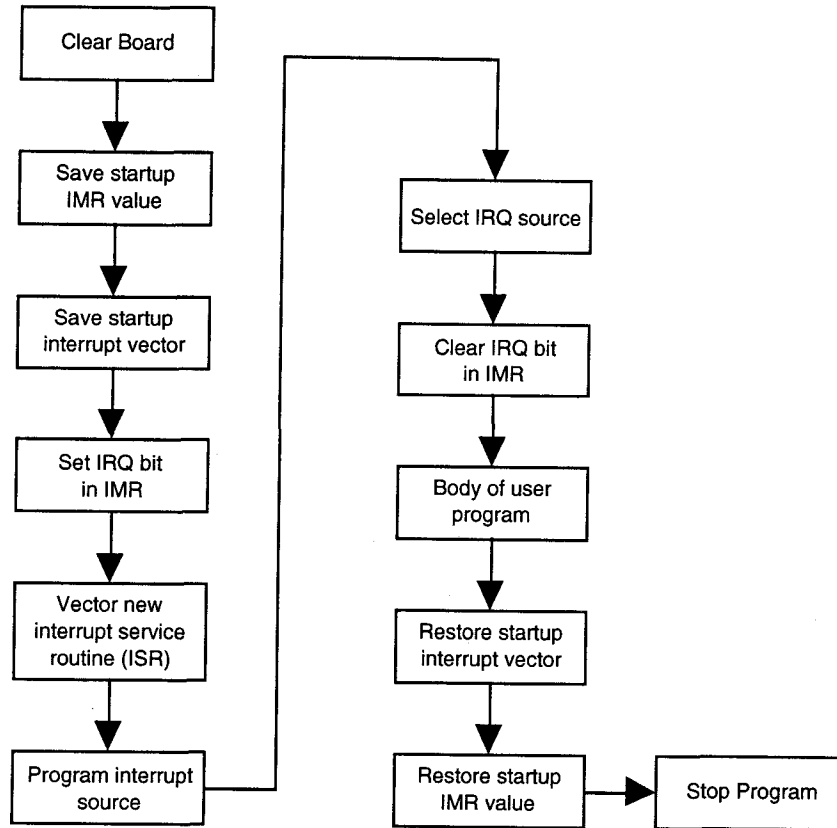 Clear Board
Save startup
IMR value
Save startup
interrupt vector
Set IRQ bit
in IMR
Vector new
interrupt service
routine (ISR)
Program interrupt
source
Select IRQ source
Clear IRQ bit
in IMR
Body of user
program
Restore startup
interrupt vector
Restore startup
IMR value
Stop Program